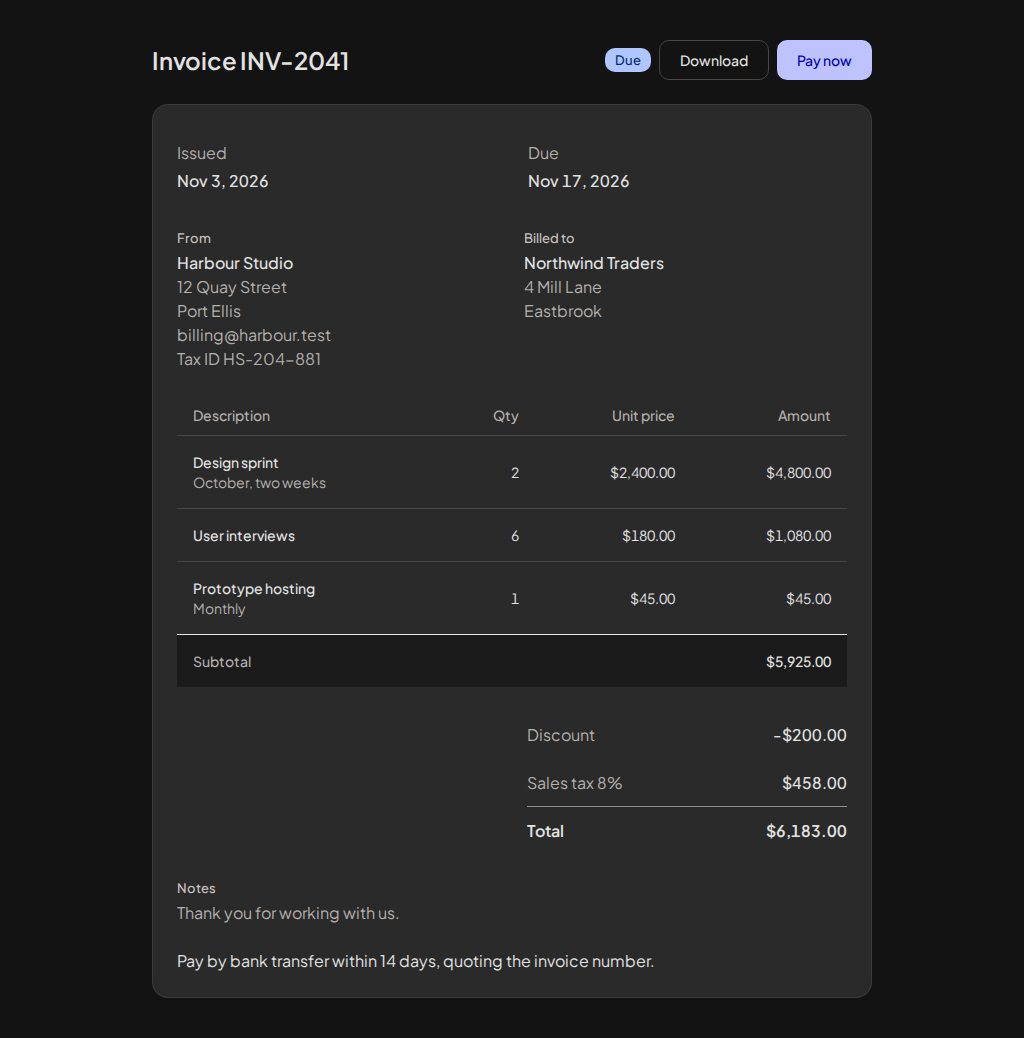 Invoice INV-2041
Due
Download
Pay now
Issued
Due
Nov 3, 2026
Nov 17, 2026
From
Billed to
Harbour Studio
Northwind Traders
12 Quay Street
4 Mill Lane
Port Ellis
Eastbrook
billing@harbour.test
Tax ID HS-204-881
Description Qty Unit price Amount
Design sprint
October, two weeks
2 $2,400.00 $4,800.00
User interviews 6 $180.00 $1,080.00
Prototype hosting
Monthly
1 $45.00 $45.00
Subtotal $5,925.00
Discount -$200.00
Sales tax 8% $458.00
Total $6,183.00
Notes
Thank you for working with us.
Pay by bank transfer within 14 days, quoting the invoice number.